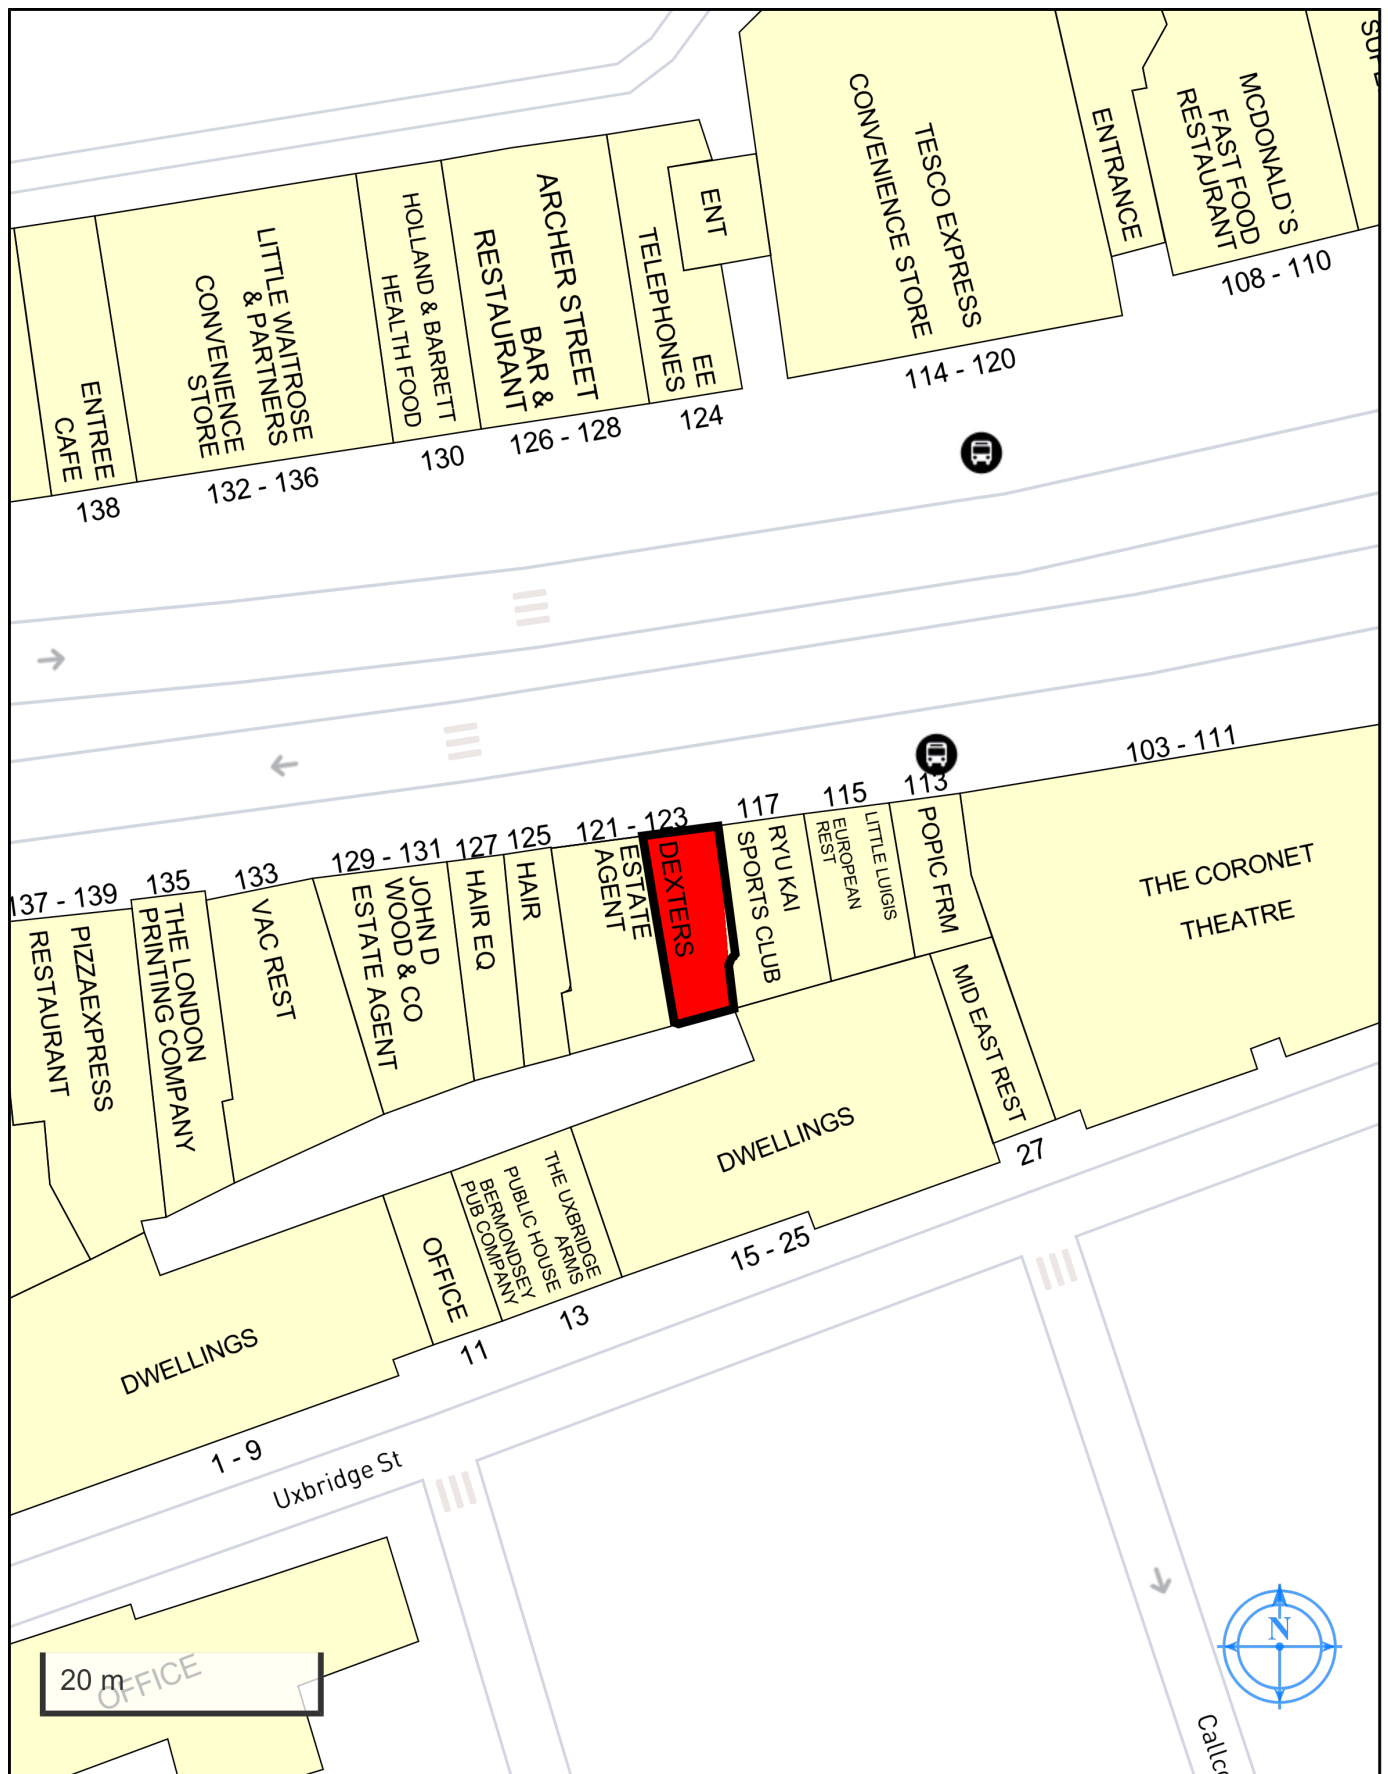 CONVENIENCE STORE
TESCO EXPRESS
ENTRANCE
MCDONALD`S
FAST FOOD
RESTAURANT
108 - 110
114 - 120
ENT
TELEPHONES
EE
124
ARCHER STREET
BAR &
RESTAURANT
126 - 128
HOLLAND & BARRETT
HEALTH FOOD
130
LITTLE WAITROSE
& PARTNERS
CONVENIENCE
STORE
132 - 136
ENTREE
CAFE
138
103 - 111
THE CORONET
THEATRE
113
POPIC FRM
115
LITTLE LUIGIS
EUROPEAN
REST
117
RYU KAI
SPORTS CLUB
DEXTERS
121 - 123
ESTATE
AGENT
125
HAIR
127
HAIR EQ
129 - 131
JOHN D
WOOD & CO
ESTATE AGENT
133
VAC REST
135
THE LONDON
PRINTING COMPANY
137 - 139
PIZZAEXPRESS
RESTAURANT
MID EAST REST
27
DWELLINGS
15 - 25
THE UXBRIDGE
ARMS
PUBLIC HOUSE
BERMONDSEY
PUB COMPANY
13
OFFICE
11
DWELLINGS
1 - 9
Uxbridge St
OFFICE
20 m
N